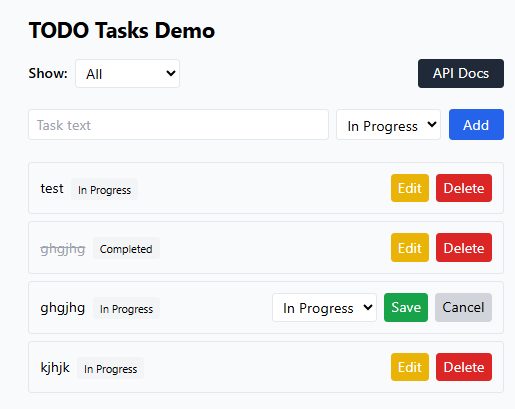 TODO Tasks Demo
Show: All API Docs
Task text In Progress Add
test In Progress Edit Delete
ghgjhg Completed Edit Delete
ghgjhg In Progress In Progress Save Cancel
kjhjk In Progress Edit Delete